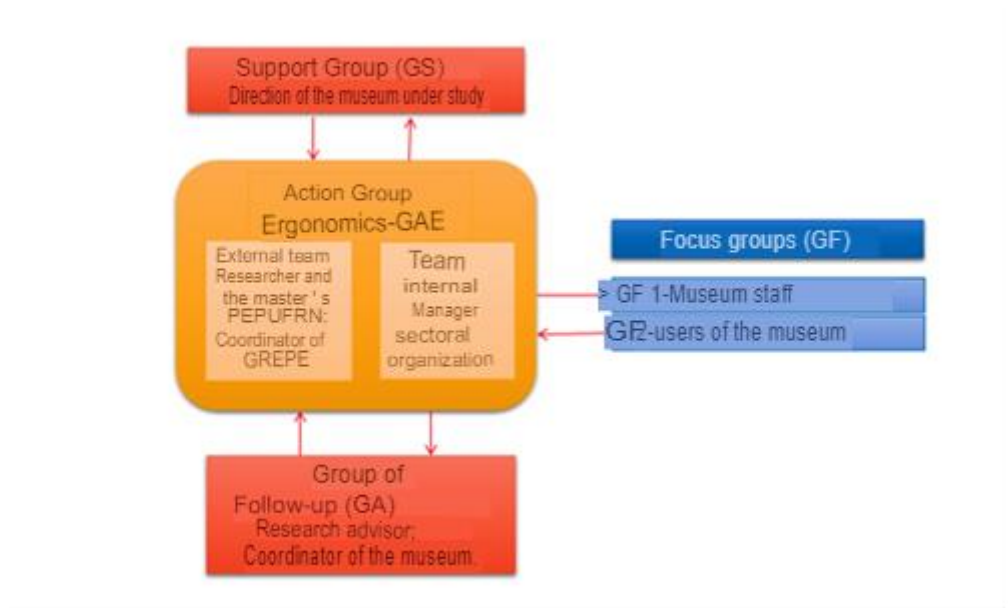 Support Group (GS)
Direction of the museum under study
Action Group
Ergonomics-GAE
External team
Researcher and
the master ' s
PEPUFRN:
Coordinator of
GREPE
Team
internal
Manager
sectoral
organization
Focus groups (GF)
> GF 1-Museum staff
GF2-users of the museum
Group of
Follow-up (GA)
Research advisor;
Coordinator of the museum.